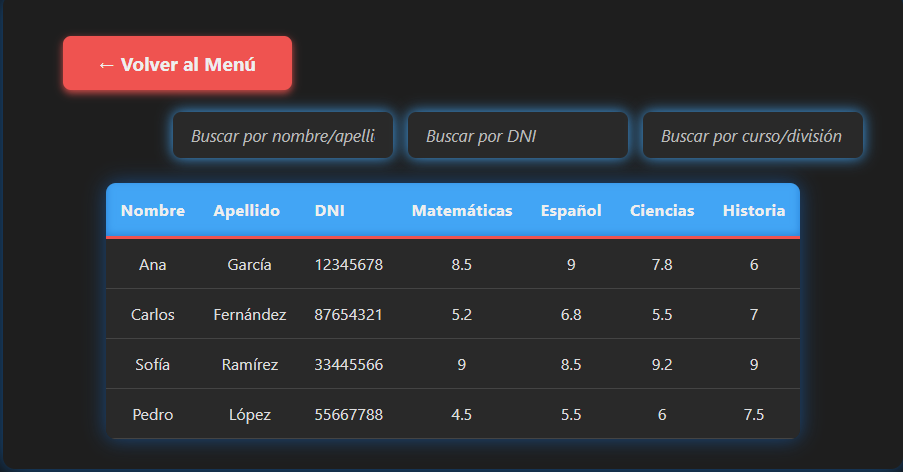 ← Volver al Menú
Buscar por nombre/apelli Buscar por DNI Buscar por curso/división
Nombre Apellido DNI Matemáticas Español Ciencias Historia
Ana García 12345678 8.5 9 7.8 6
Carlos Fernández 87654321 5.2 6.8 5.5 7
Sofía Ramírez 33445566 9 8.5 9.2 9
Pedro López 55667788 4.5 5.5 6 7.5